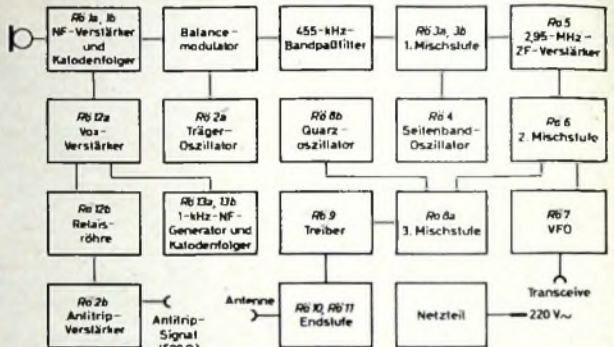 Rö 1a, 1b
NF-Verstärker
und
Katodenfolger
Balance-
modulator
455-kHz-
Bandpaßfilter
Rö 3a, 3b
1. Mischstufe
Rö 5
2,95-MHz-
ZF-Verstärker
Rö 12a
Vox-
Verstärker
Rö 2a
Träger-
Oszillator
Rö 8b
Quarz-
oszillator
Rö 4
Seitenband-
Oszillator
Rö 6
2. Mischstufe
Rö 12b
Relais-
röhre
Rö 13a, 13b
1-kHz-NF-
Generator und
Katodenfolger
Rö 9
Treiber
Rö 8a
3. Mischstufe
Rö 7
VFO
Rö 2b
Antitrip-
Verstärker
Antitrip-
Signal
Antenne
Rö 10, Rö 11
Endstufe
Netzteil
220 V~
Transceive